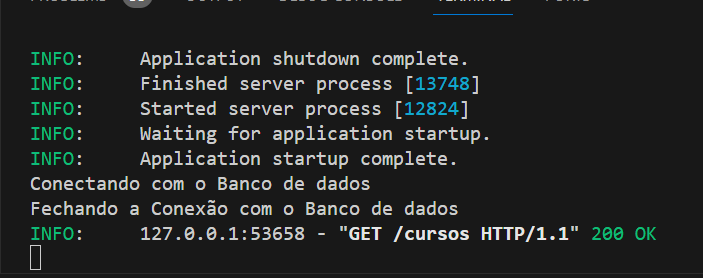 INFO:     Application shutdown complete.
INFO:     Finished server process [13748]
INFO:     Started server process [12824]
INFO:     Waiting for application startup.
INFO:     Application startup complete.
Conectando com o Banco de dados
Fechando a Conexão com o Banco de dados
INFO:     127.0.0.1:53658 - "GET /cursos HTTP/1.1" 200 OK